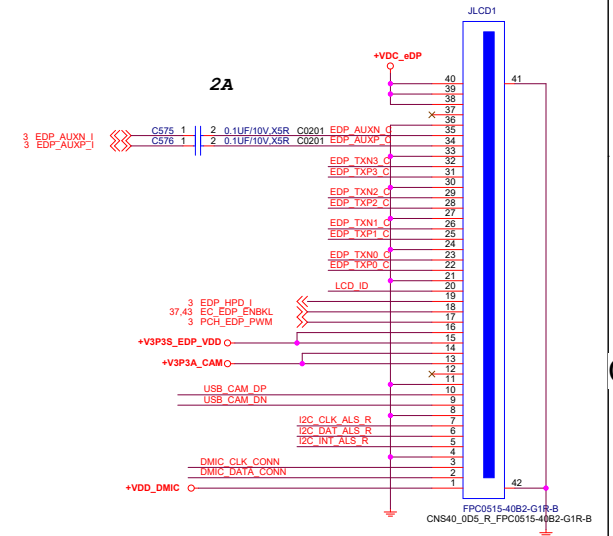 JLCD1
+VDC_eDP
2A
40
41
39
38
37
36
C575 1 2 0.1UF/10V,X5R C0201 EDP_AUXN_C 35
3 EDP_AUXN_I
C576 1 2 0.1UF/10V,X5R C0201 EDP_AUXP_C 34
3 EDP_AUXP_I
33
EDP_TXN3_C 32
EDP_TXP3_C 31
30
EDP_TXN2_C 29
EDP_TXP2_C 28
27
EDP_TXN1_C 26
EDP_TXP1_C 25
24
EDP_TXN0_C 23
EDP_TXP0_C 22
21
LCD_ID 20
3 EDP_HPD_I 19
37,43 EC_EDP_ENBKL 18
3 PCH_EDP_PWM 17
16
+V3P3S_EDP_VDD 15
14
+V3P3A_CAM 13
12
11
USB_CAM_DP 10
USB_CAM_DN 9
8
I2C_CLK_ALS_R 7
I2C_DAT_ALS_R 6
I2C_INT_ALS_R 5
4
DMIC_CLK_CONN 3
DMIC_DATA_CONN 2
+VDD_DMIC 1 42
FPC0515-40B2-G1R-B
CNS40_0D5_R_FPC0515-40B2-G1R-B